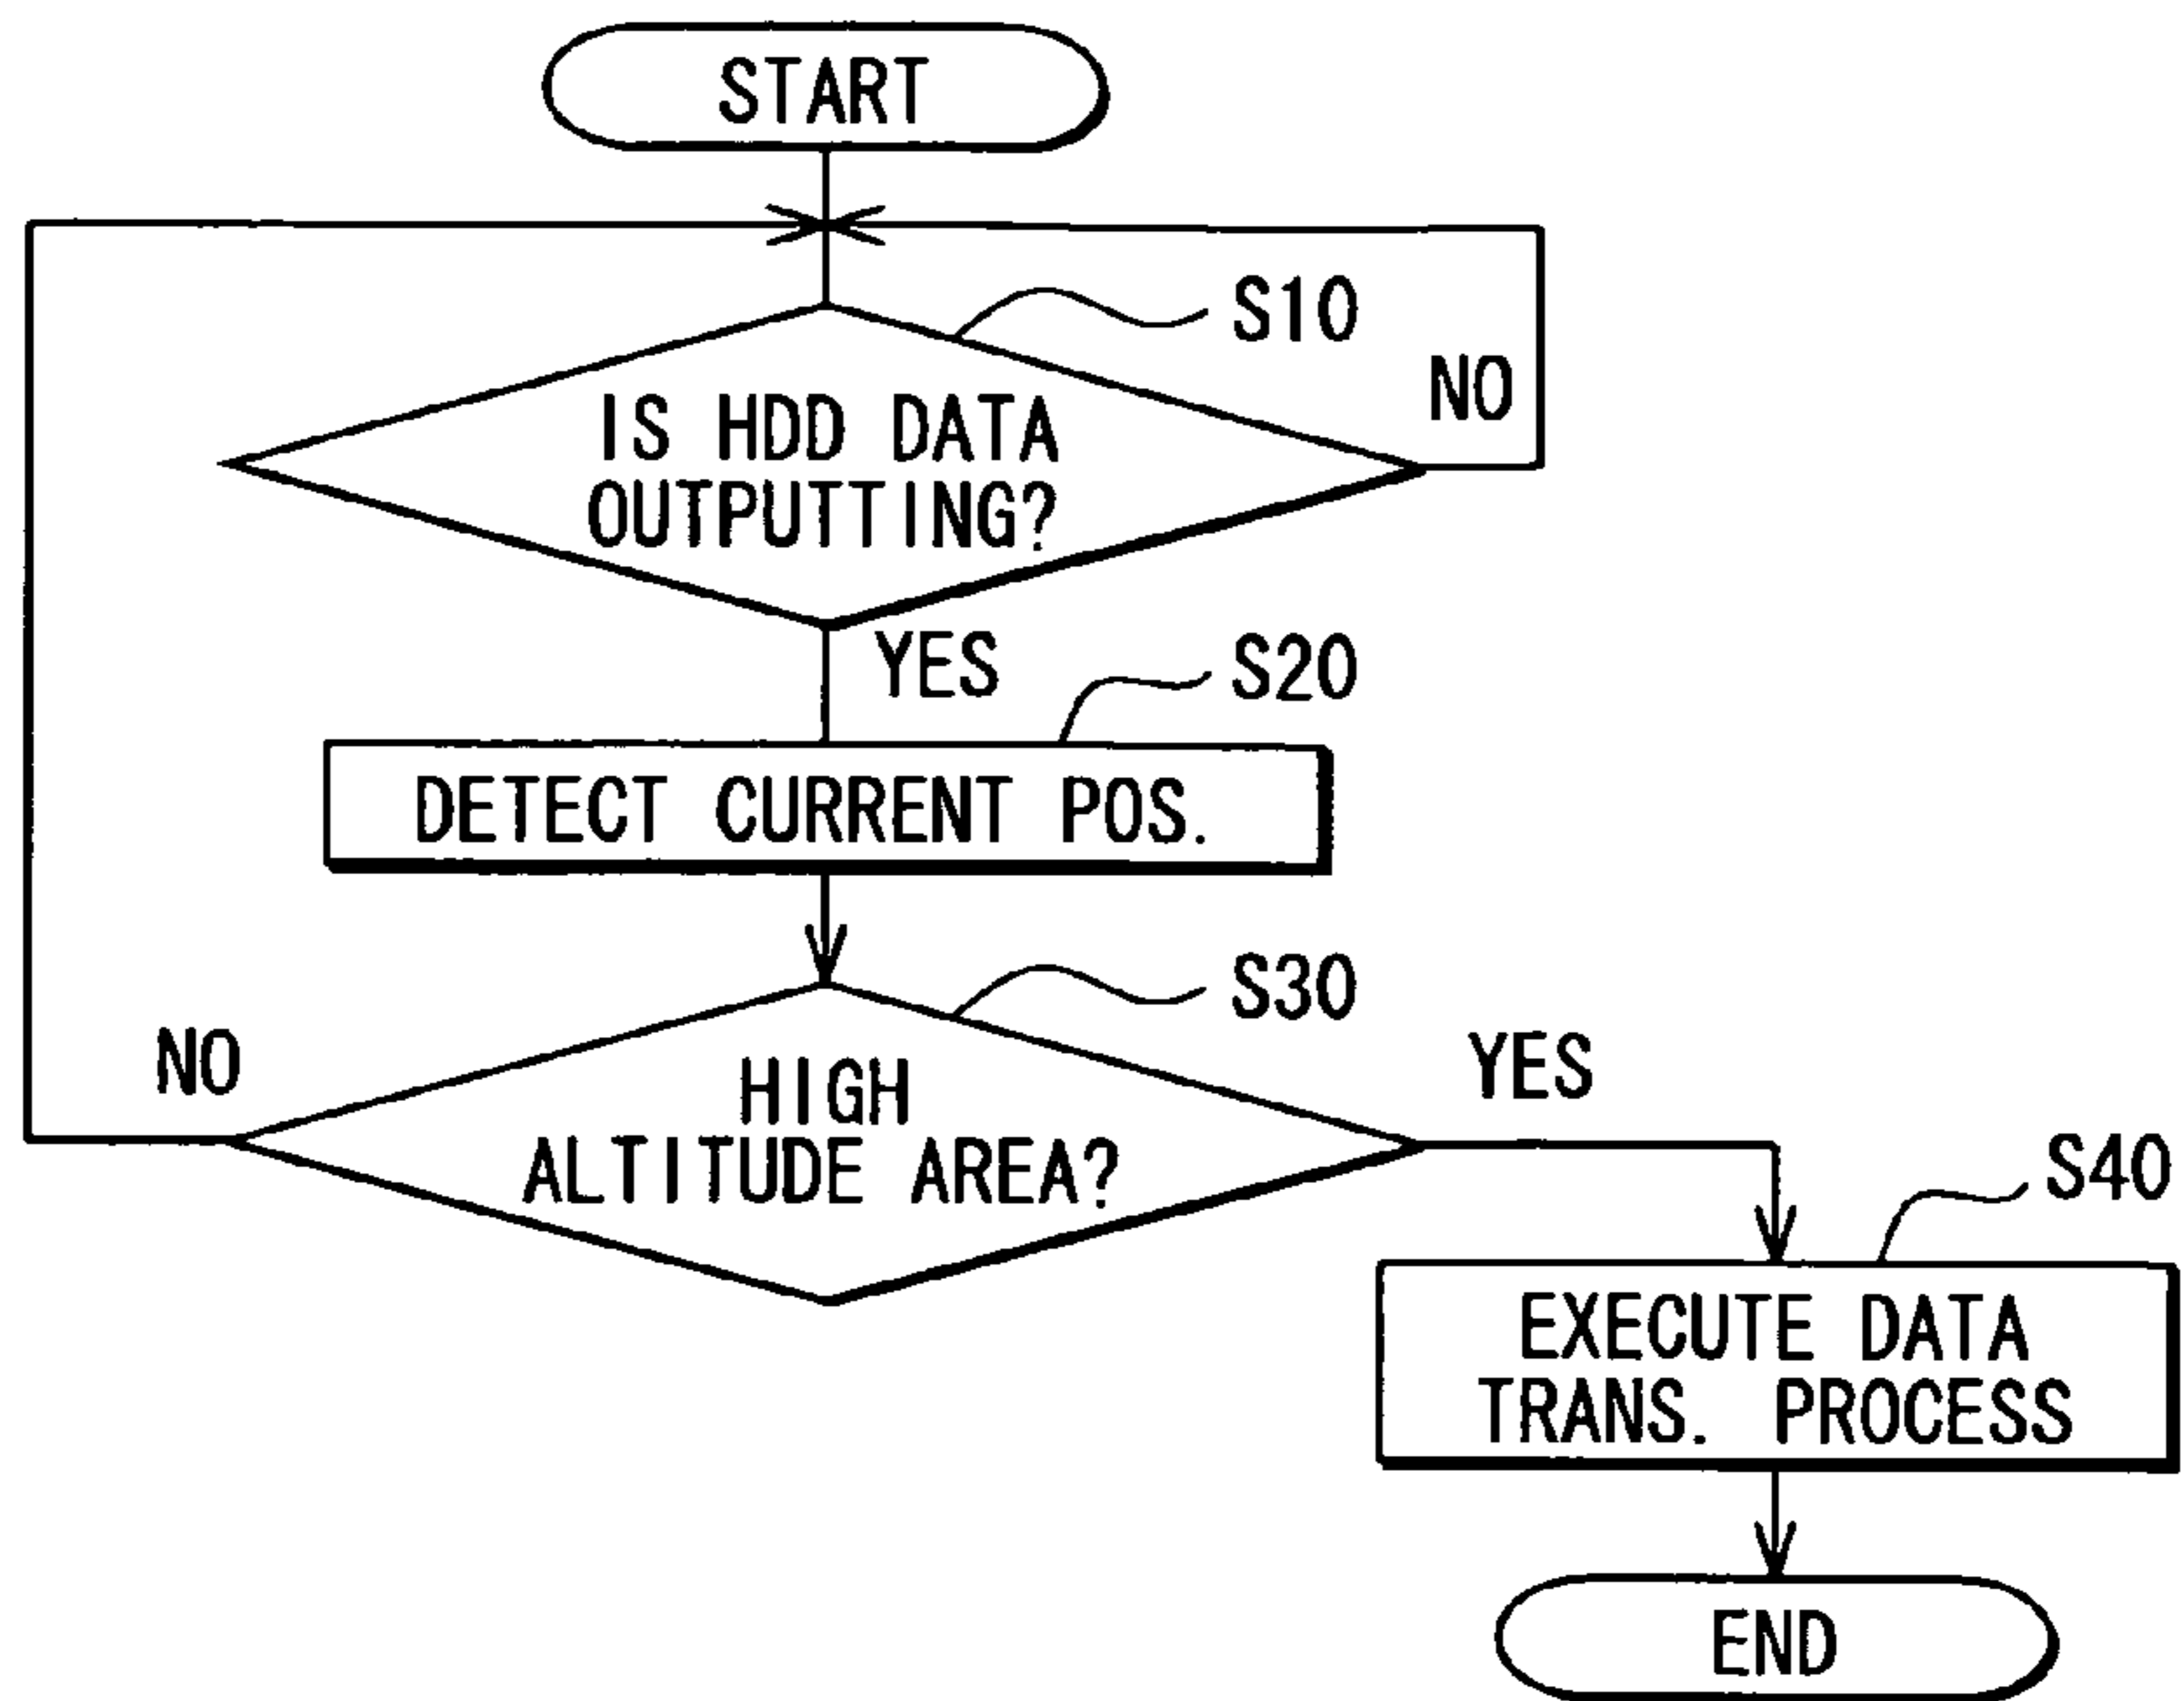 START
S10
NO
IS HDD DATA
OUTPUTTING?
YES
S20
DETECT CURRENT POS.
S30
NO
YES
HIGH
ALTITUDE AREA?
S40
EXECUTE DATA
TRANS. PROCESS
END